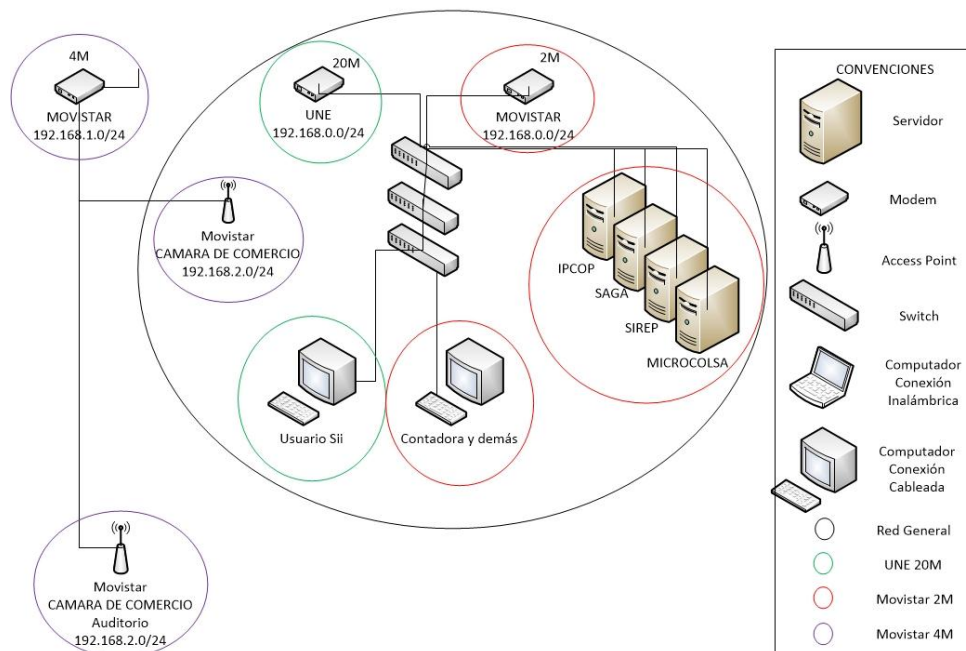 4M
MOVISTAR
192.168.1.0/24
20M
UNE
192.168.0.0/24
2M
MOVISTAR
192.168.0.0/24
Movistar
CAMARA DE COMERCIO
192.168.2.0/24
IPCOP
SAGA
SIREP
MICROCOLSA
Usuario Sii
Contadora y demás
Movistar
CAMARA DE COMERCIO
Auditorio
192.168.2.0/24
CONVENCIONES
Servidor
Modem
Access Point
Switch
Computador
Conexión
Inalámbrica
Computador
Conexión
Cableada
Red General
UNE 20M
Movistar 2M
Movistar 4M